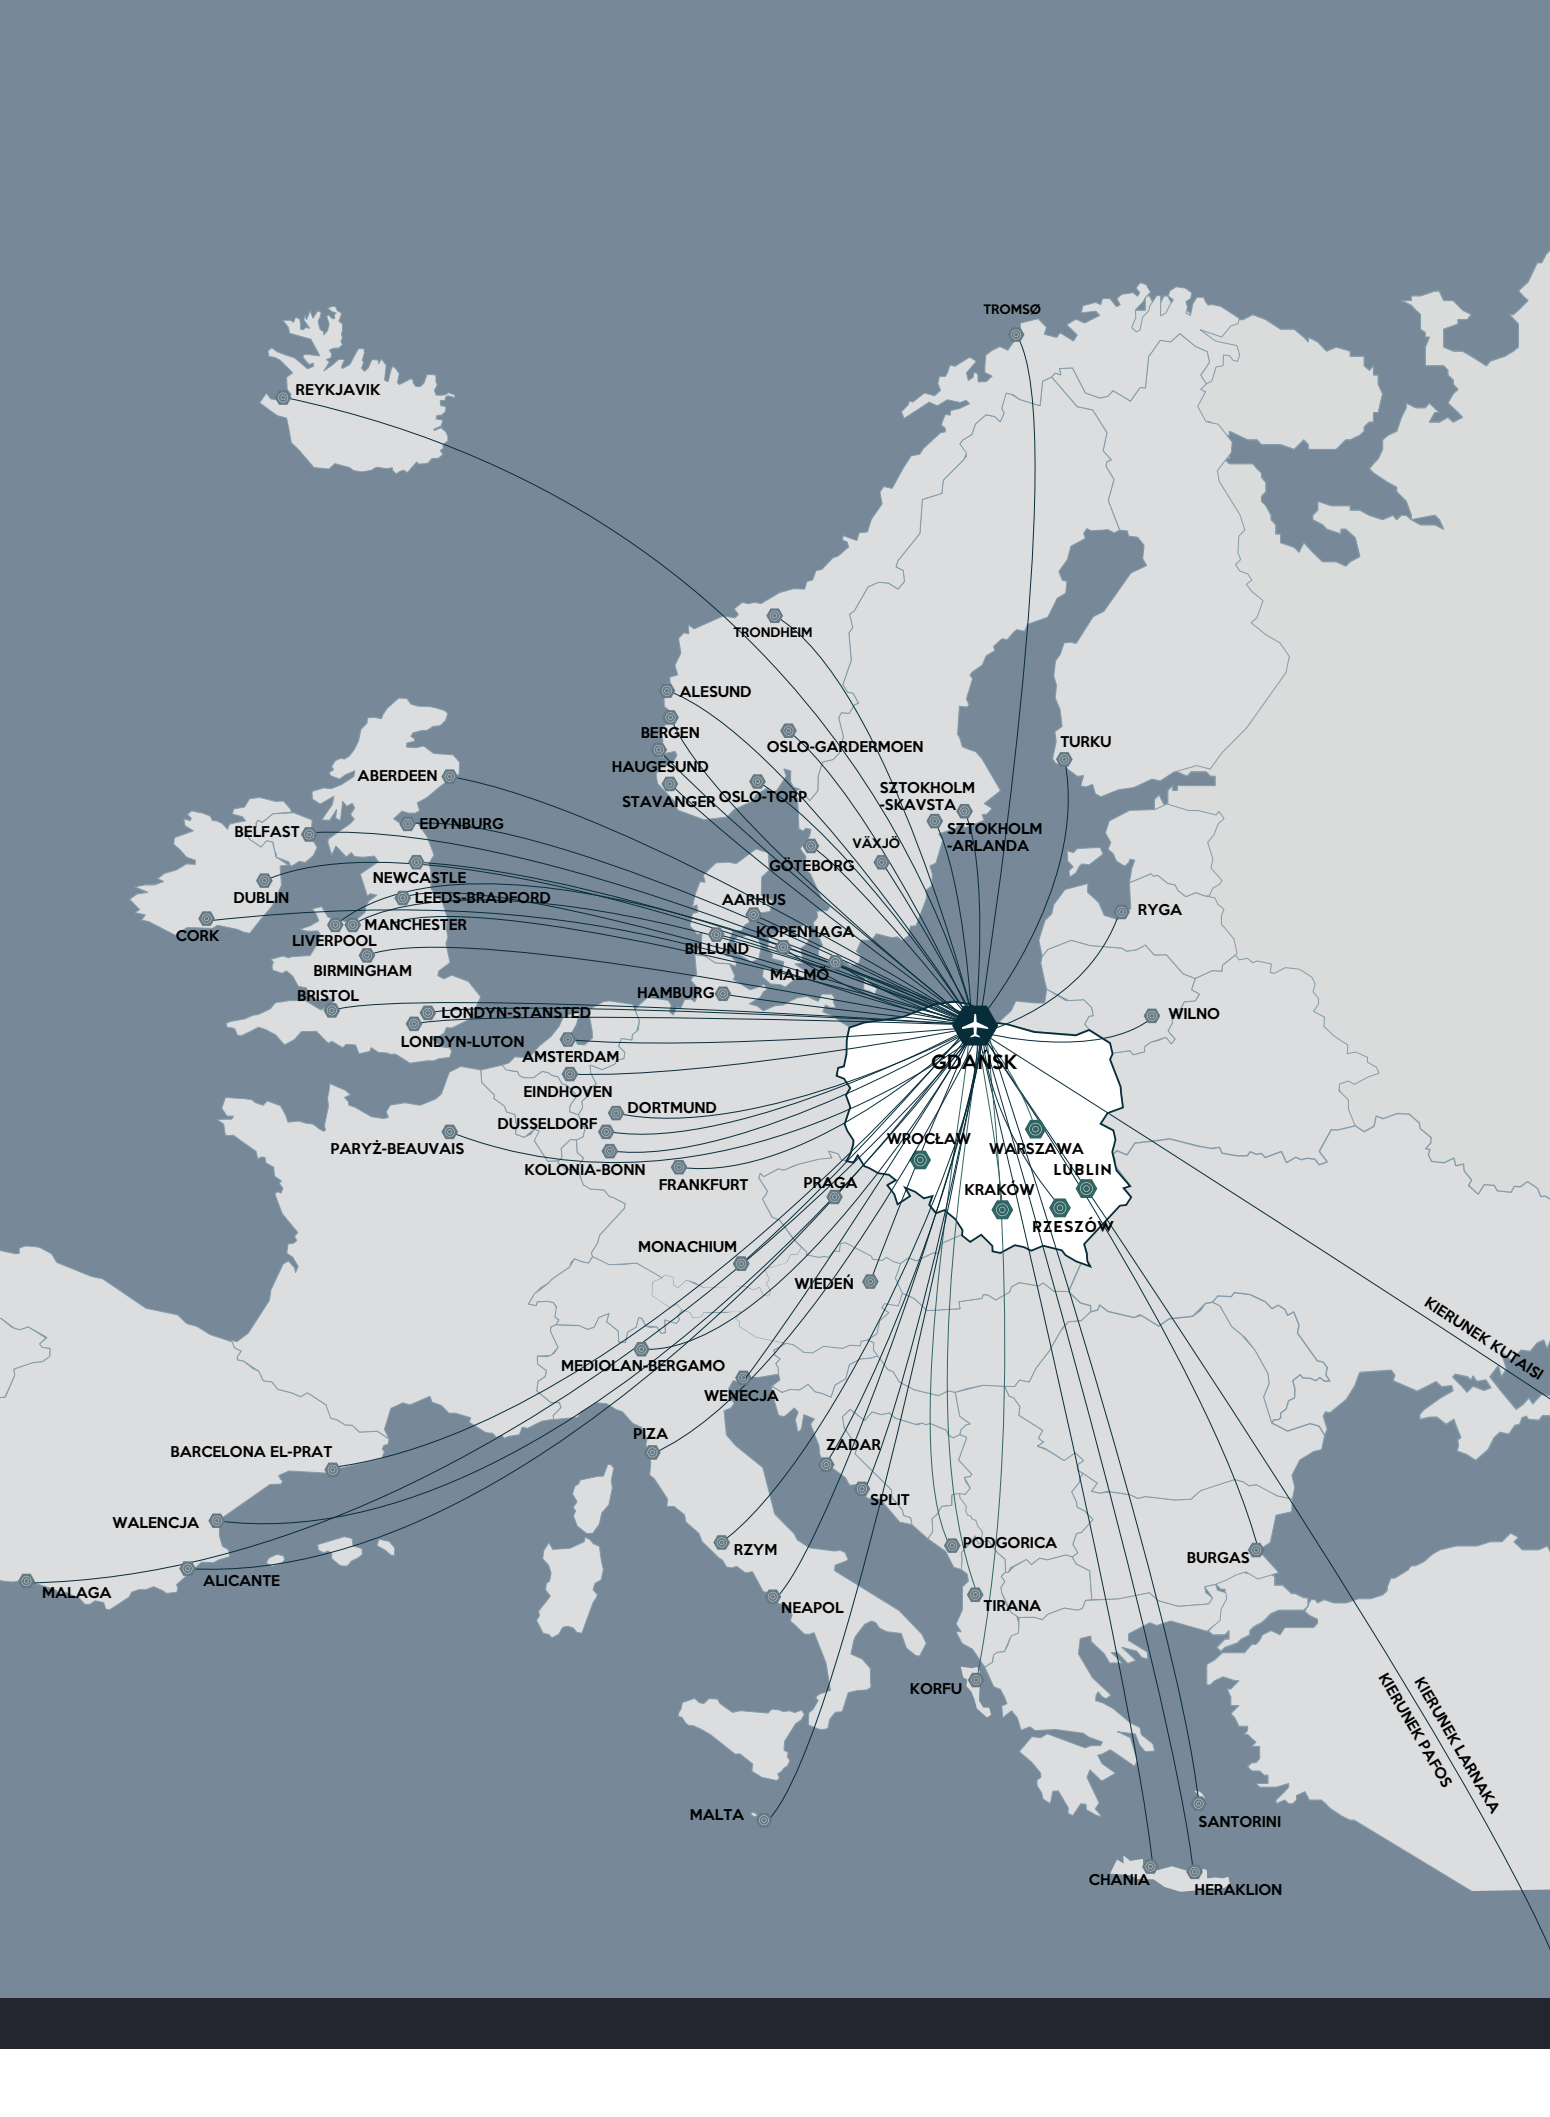 TROMSØ
REYKJAVIK
TRONDHEIM
ALESUND
BERGEN
OSLO-GARDERMOEN
TURKU
HAUGESUND
ABERDEEN
STAVANGER
OSLO-TORP
SZTOKHOLM
-SKAVSTA
EDYNBURG
BELFAST
SZTOKHOLM
-ARLANDA
VÄXJÖ
GÖTEBORG
NEWCASTLE
DUBLIN
LEEDS-BRADFORD
AARHUS
RYGA
CORK
MANCHESTER
LIVERPOOL
KOPENHAGA
BILLUND
BIRMINGHAM
MALMÖ
HAMBURG
BRISTOL
LONDYN-STANSTED
WILNO
LONDYN-LUTON
AMSTERDAM
GDAŃSK
EINDHOVEN
DORTMUND
DUSSELDORF
PARYŻ-BEAUVAIS
WROCŁAW
WARSZAWA
KOLONIA-BONN
LUBLIN
FRANKFURT
PRAGA
KRAKÓW
RZESZÓW
MONACHIUM
WIEDEŃ
KIERUNEK KUTAISI
MEDIOLAN-BERGAMO
WENECJA
PIZA
BARCELONA EL-PRAT
ZADAR
SPLIT
WALENCJA
RZYM
PODGORICA
BURGAS
ALICANTE
MALAGA
NEAPOL
TIRANA
KORFU
KIERUNEK LARNAKA
KIERUNEK PAFOS
MALTA
SANTORINI
CHANIA
HERAKLION